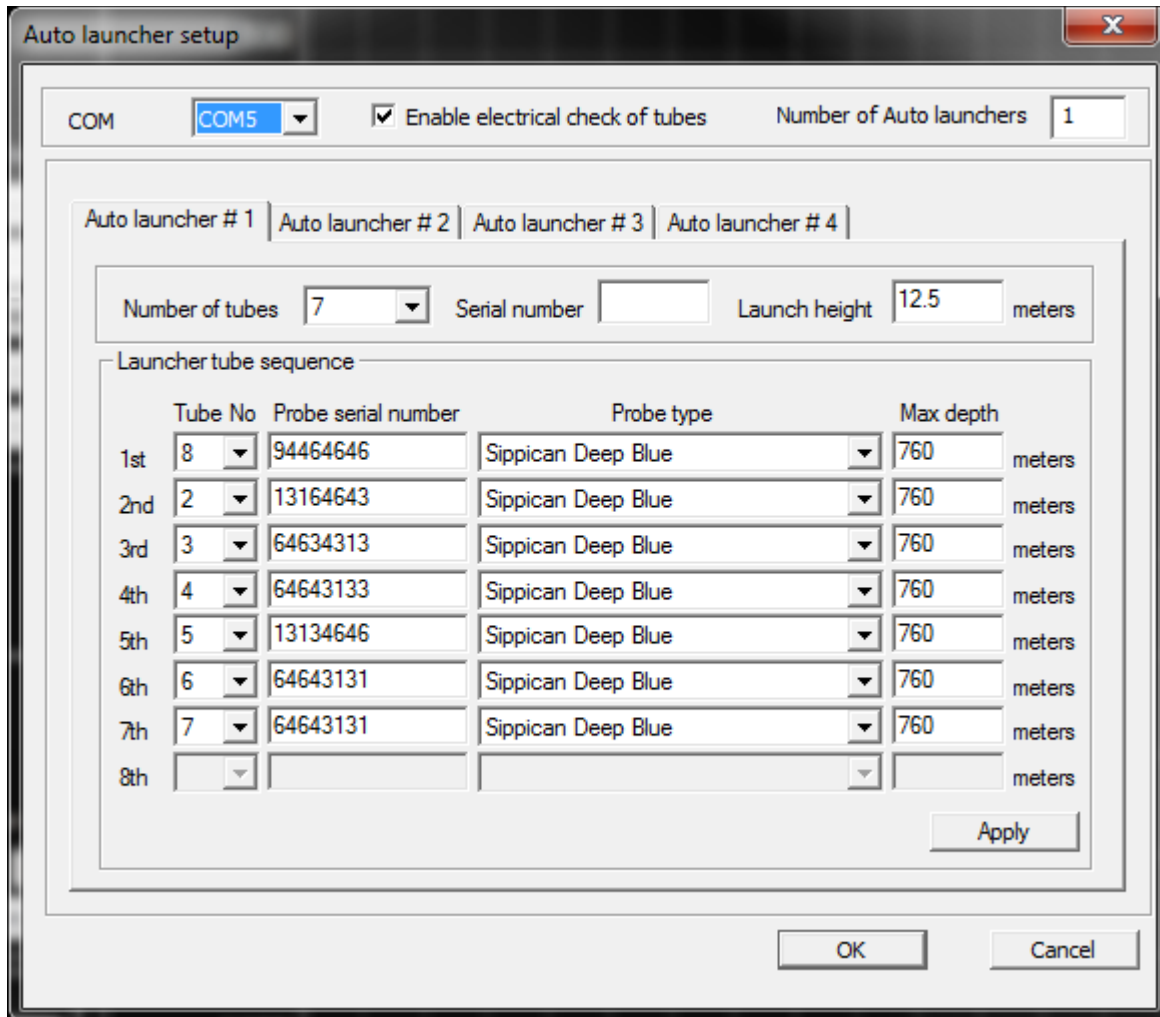 Auto launcher setup
COM COM5 Enable electrical check of tubes Number of Auto launchers 1
Auto launcher # 1 Auto launcher # 2 Auto launcher # 3 Auto launcher # 4
Number of tubes 7 Serial number Launch height 12.5 meters
Launcher tube sequence
Tube No Probe serial number Probe type Max depth
1st 8 94464646 Sippican Deep Blue 760 meters
2nd 2 13164643 Sippican Deep Blue 760 meters
3rd 3 64634313 Sippican Deep Blue 760 meters
4th 4 64643133 Sippican Deep Blue 760 meters
5th 5 13134646 Sippican Deep Blue 760 meters
6th 6 64643131 Sippican Deep Blue 760 meters
7th 7 64643131 Sippican Deep Blue 760 meters
8th meters
Apply
OK Cancel